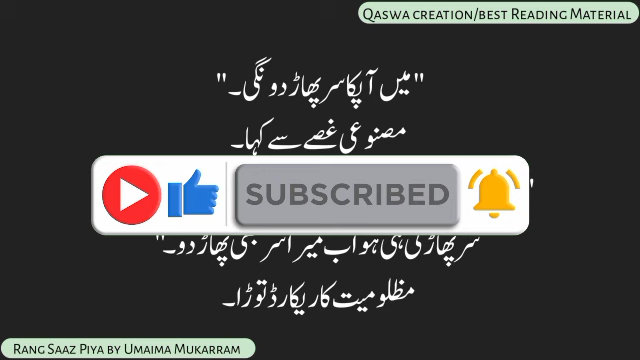 Qaswa creation/best Reading Material
"میں آپکا سر پھاڑ دونگی۔"
مصنوعی غصے سے کہا۔
SUBSCRIBED
سر پھاڑتی ہی ہو اب میرا سر بھی پھاڑ دو۔"
مظلومیت کا ریکارڈ توڑا۔
Rang Saaz Piya by Umaima Mukarram